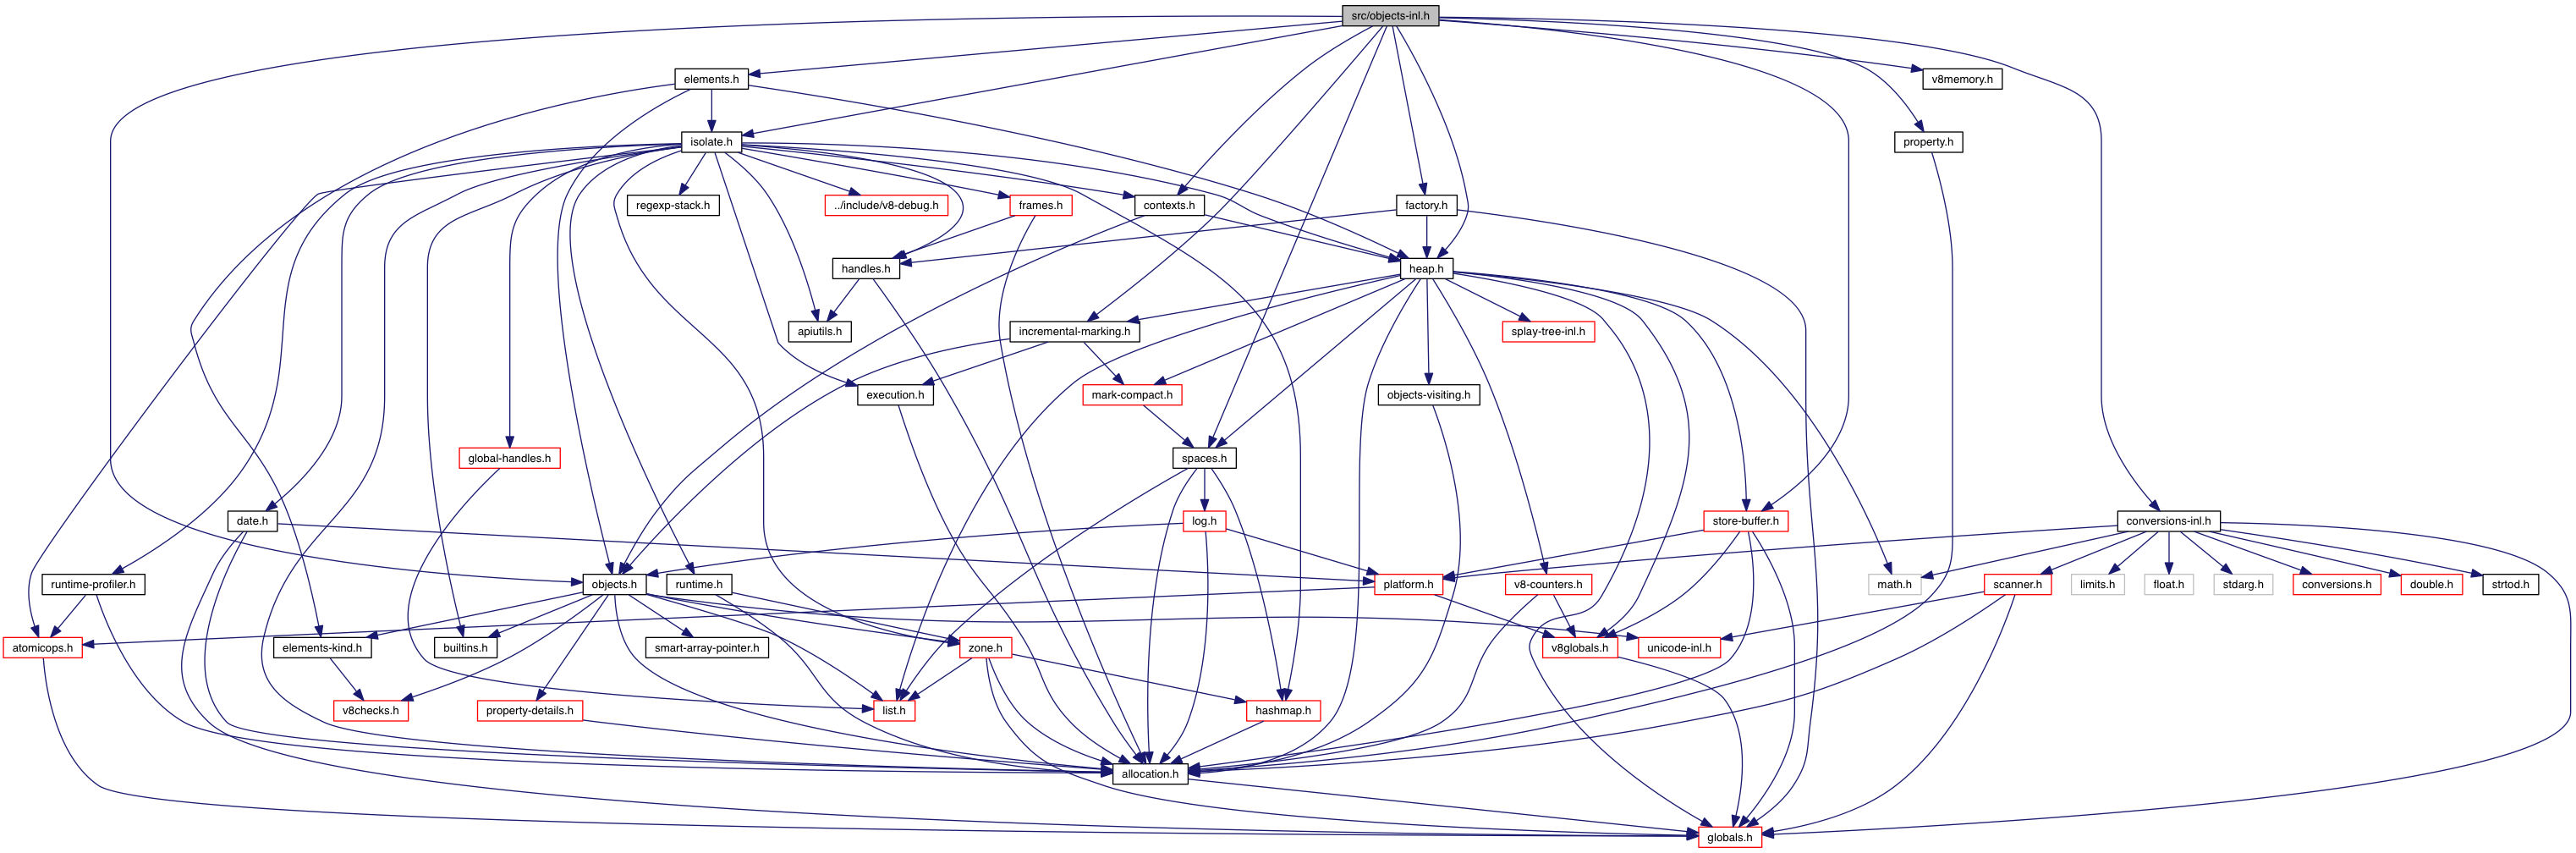 src/objects-inl.h
elements.h
v8memory.h
isolate.h
property.h
regexp-stack.h
../include/v8-debug.h
frames.h
contexts.h
factory.h
handles.h
heap.h
apiutils.h
incremental-marking.h
splay-tree-inl.h
execution.h
mark-compact.h
objects-visiting.h
global-handles.h
spaces.h
date.h
log.h
store-buffer.h
conversions-inl.h
runtime-profiler.h
objects.h
runtime.h
platform.h
v8-counters.h
math.h
scanner.h
limits.h
float.h
stdarg.h
conversions.h
double.h
strtod.h
atomicops.h
elements-kind.h
builtins.h
smart-array-pointer.h
zone.h
v8globals.h
unicode-inl.h
v8checks.h
property-details.h
list.h
hashmap.h
allocation.h
globals.h